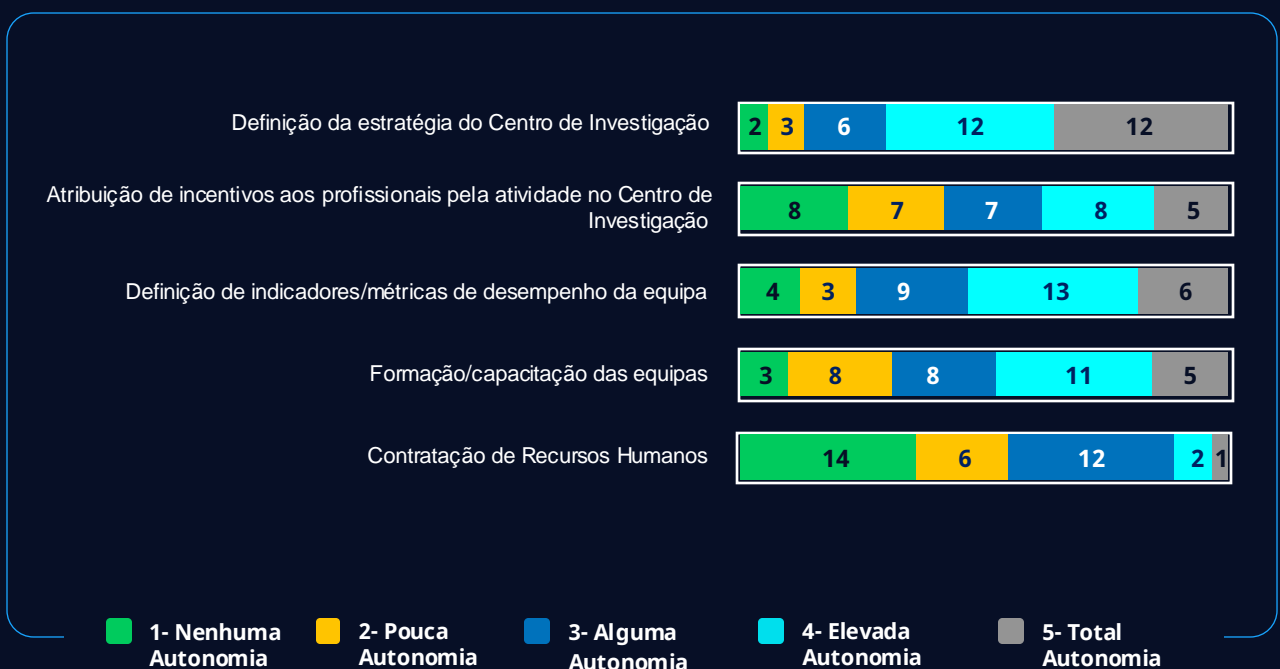 Definição da estratégia do Centro de Investigação
2 3 6 12 12
Atribuição de incentivos aos profissionais pela atividade no Centro de
Investigação
8 7 7 8 5
Definição de indicadores/métricas de desempenho da equipa
4 3 9 13 6
Formação/capacitação das equipas
3 8 8 11 5
Contratação de Recursos Humanos
14 6 12 2 1
1- Nenhuma
Autonomia
2- Pouca
Autonomia
3- Alguma
Autonomia
4- Elevada
Autonomia
5- Total
Autonomia